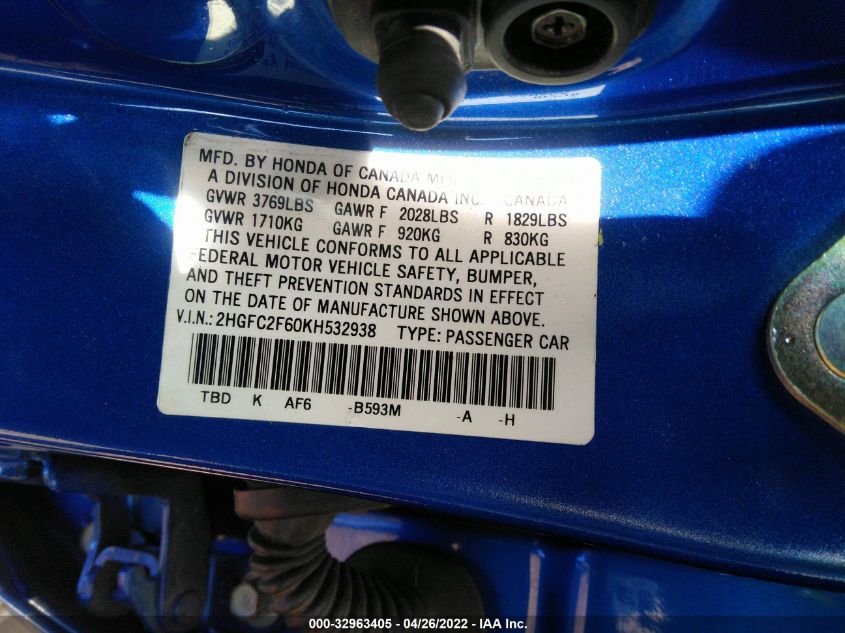 MFD. BY HONDA OF CANADA MFG
A DIVISION OF HONDA CANADA INC. CANADA
GVWR 3769LBS GAWR F 2028LBS R 1829LBS
GVWR 1710KG GAWR F 920KG R 830KG
THIS VEHICLE CONFORMS TO ALL APPLICABLE
FEDERAL MOTOR VEHICLE SAFETY, BUMPER,
AND THEFT PREVENTION STANDARDS IN EFFECT
ON THE DATE OF MANUFACTURE SHOWN ABOVE.
V.I.N.: 2HGFC2F60KH532938 TYPE: PASSENGER CAR
TBD K AF6 -B593M -A -H
000-32963405 - 04/26/2022 - IAA Inc.